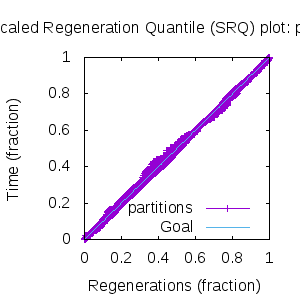 caled Regeneration Quantile (SRQ) plot: p
1
0.8
0.6
0.4
0.2
0
Time (fraction)
partitions
Goal
0 0.2 0.4 0.6 0.8 1
Regenerations (fraction)